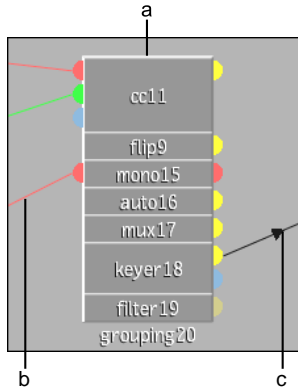 a
cc11
flip9
mono15
auto16
mux17
keyer18
filter19
grouping20
b
c